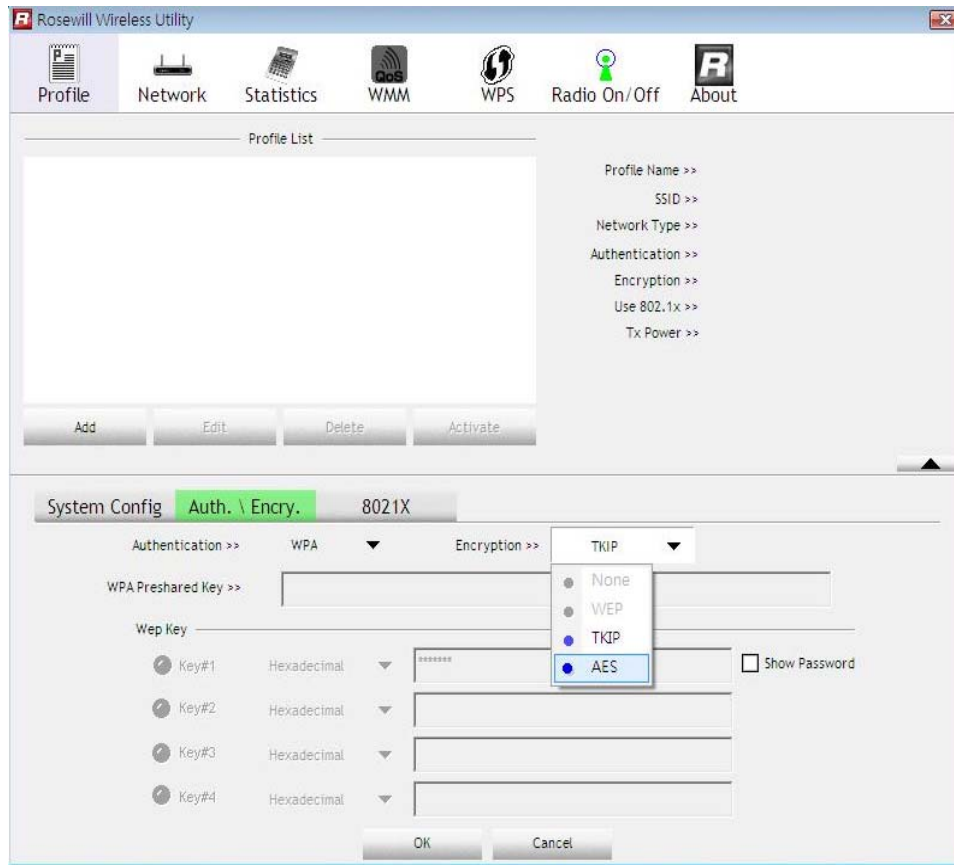 R Rosewill Wireless Utility
P
QoS
R
Profile Network Statistics WMM WPS Radio On/Off About
Profile List
Profile Name >>
SSID >>
Network Type >>
Authentication >>
Encryption >>
Use 802.1x >>
Tx Power >>
Add Edit Delete Activate
System Config Auth. \ Encry. 8021X
Authentication >> WPA Encryption >> TKIP
WPA Preshared Key >>
None
WEP
TKIP
AES
Wep Key
Key#1 Hexadecimal ******* Show Password
Key#2 Hexadecimal
Key#3 Hexadecimal
Key#4 Hexadecimal
OK Cancel